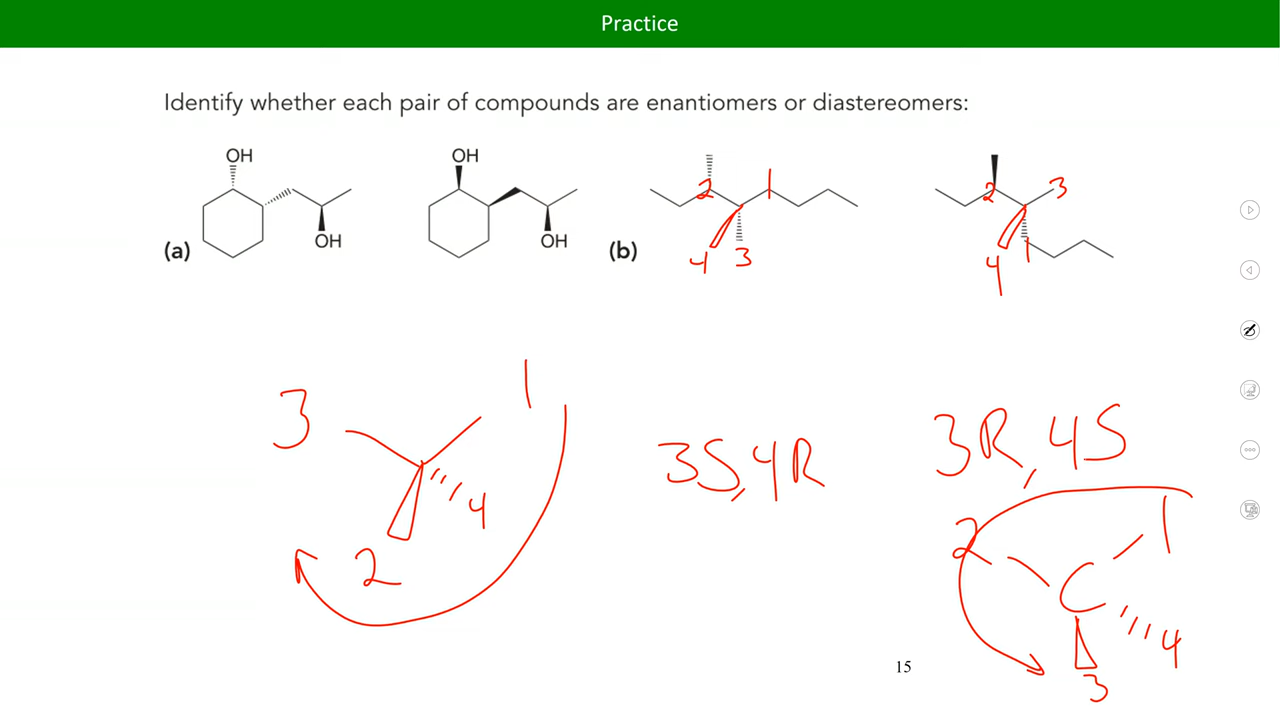 Practice
Identify whether each pair of compounds are enantiomers or diastereomers:
OH
OH
(a)
OH
OH
(b)
2
1
4
3
2
3
4
1
3
1
4
2
3S,4R
3R,4S
2
1
C
4
3
15